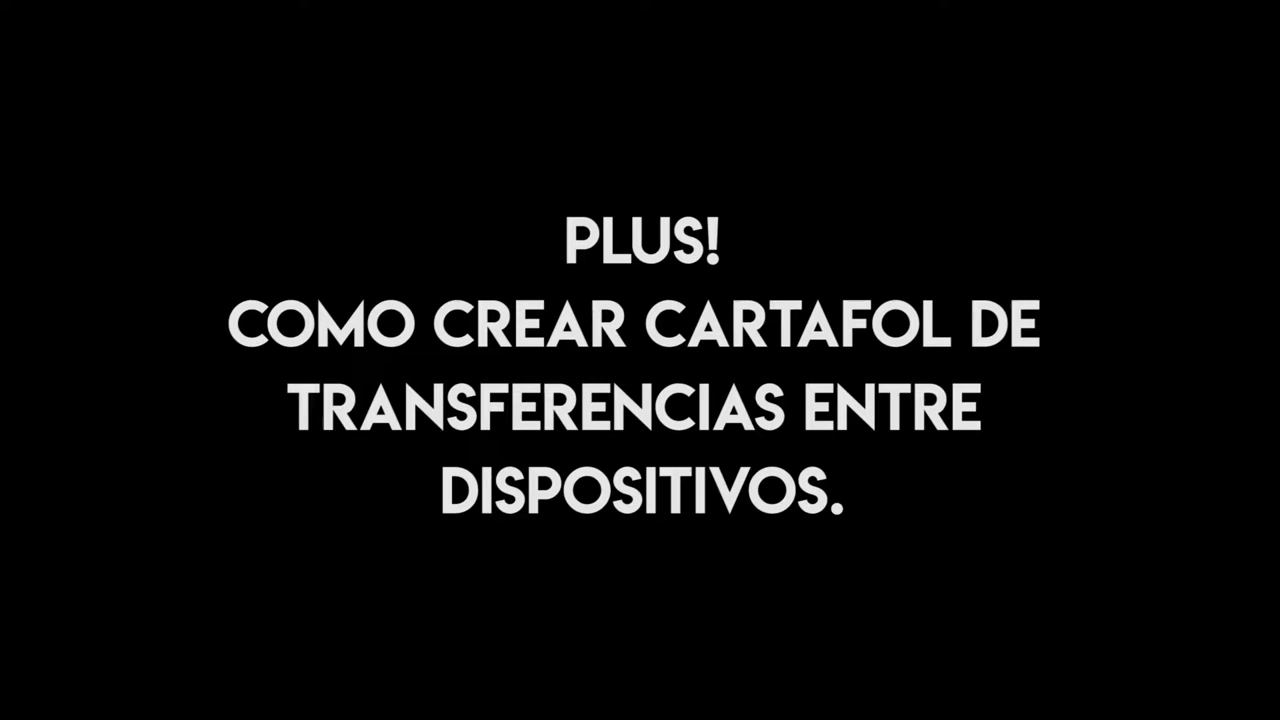 PLUS!
COMO CREAR CARTAFOL DE
TRANSFERENCIAS ENTRE
DISPOSITIVOS.